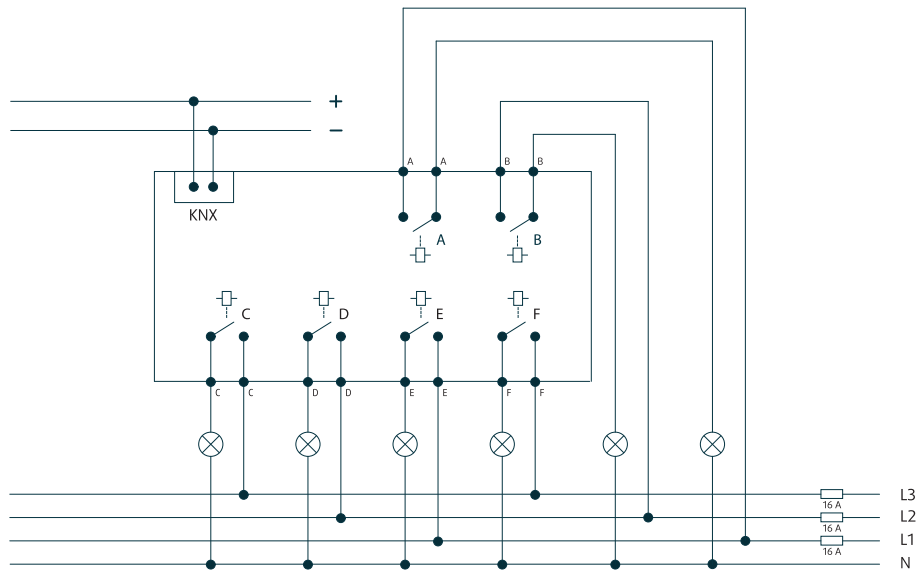 +
−
A A B B
KNX
A B
C D E F
C C D D E E F F
L3
16 A
L2
16 A
L1
16 A
N